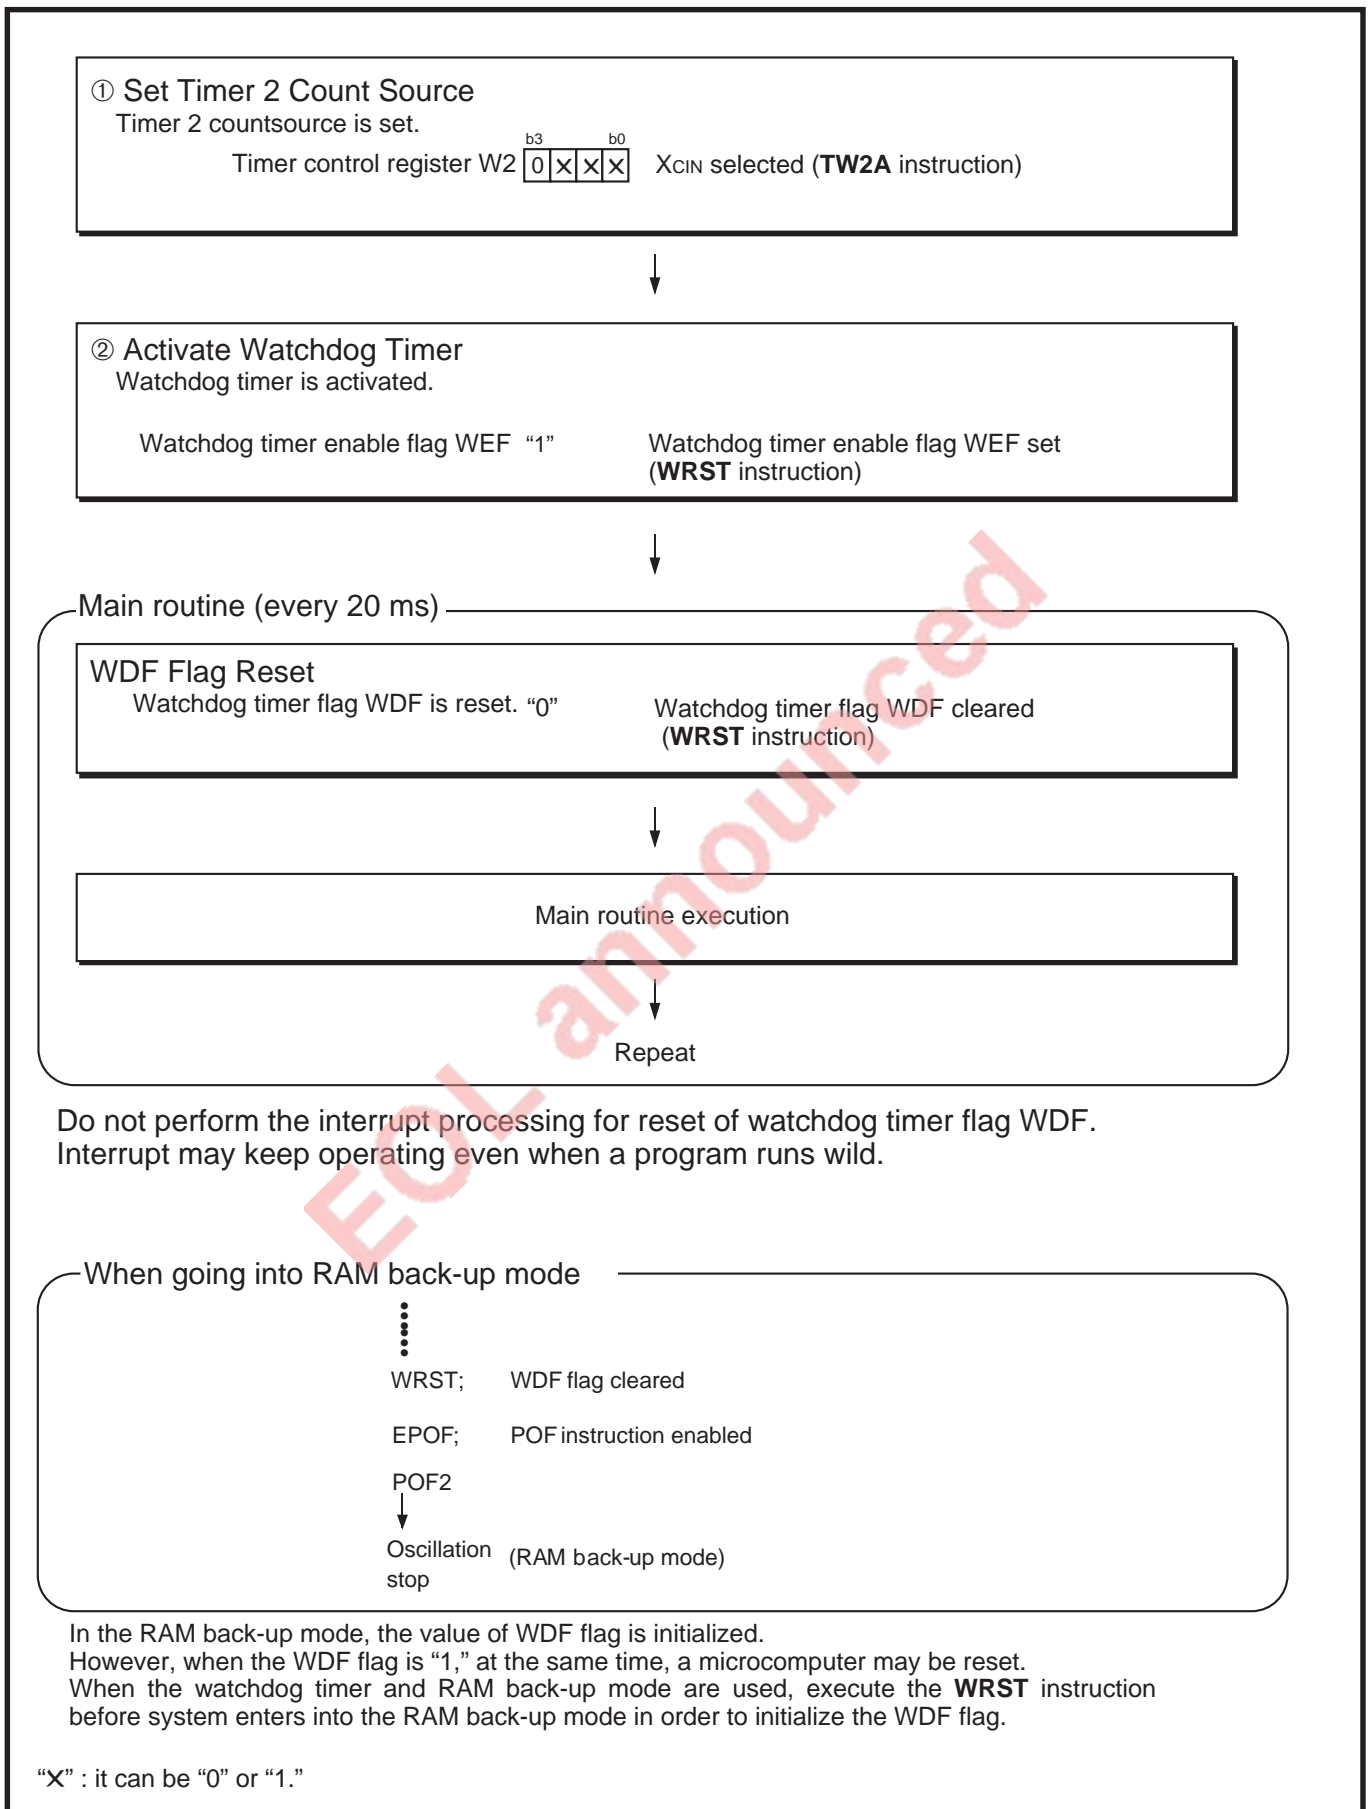 ① Set Timer 2 Count Source
Timer 2 countsource is set.
b3 b0
Timer control register W2 0 X X X XCIN selected (TW2A instruction)
② Activate Watchdog Timer
Watchdog timer is activated.
Watchdog timer enable flag WEF “1” Watchdog timer enable flag WEF set
(WRST instruction)
Main routine (every 20 ms)
WDF Flag Reset
Watchdog timer flag WDF is reset. “0” Watchdog timer flag WDF cleared
(WRST instruction)
Main routine execution
Repeat
EOL announced
Do not perform the interrupt processing for reset of watchdog timer flag WDF.
Interrupt may keep operating even when a program runs wild.
When going into RAM back-up mode
WRST; WDF flag cleared
EPOF; POF instruction enabled
POF2
Oscillation (RAM back-up mode)
stop
In the RAM back-up mode, the value of WDF flag is initialized.
However, when the WDF flag is “1,” at the same time, a microcomputer may be reset.
When the watchdog timer and RAM back-up mode are used, execute the WRST instruction
before system enters into the RAM back-up mode in order to initialize the WDF flag.
“X” : it can be “0” or “1.”